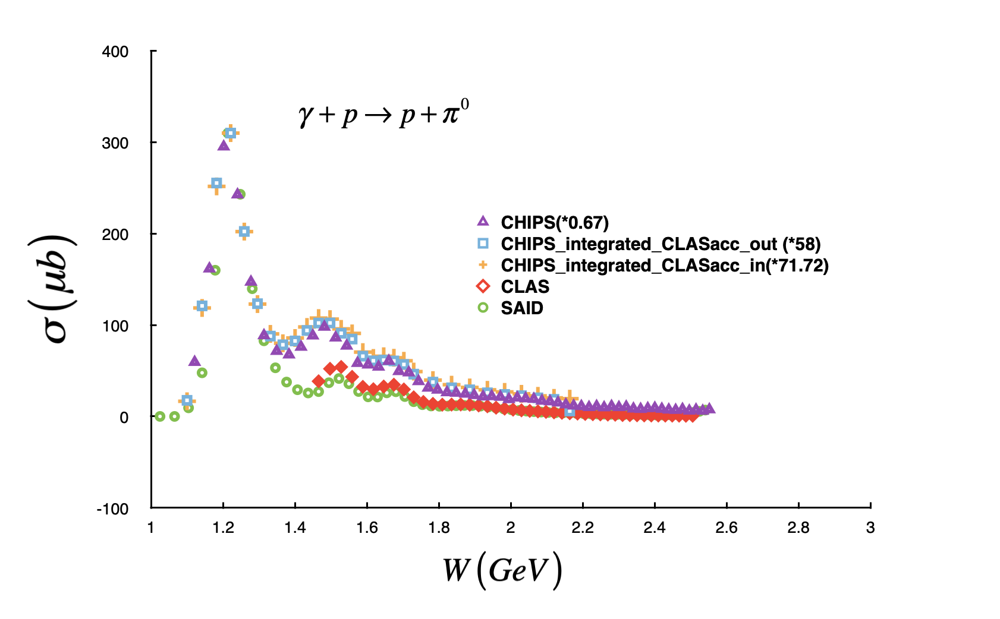 400
300
200
100
0
-100
σ(μb)
γ + p → p + π⁰
CHIPS(*0.67)
CHIPS_integrated_CLASacc_out (*58)
CHIPS_integrated_CLASacc_in(*71.72)
CLAS
SAID
1 1.2 1.4 1.6 1.8 2 2.2 2.4 2.6 2.8 3
W(GeV)